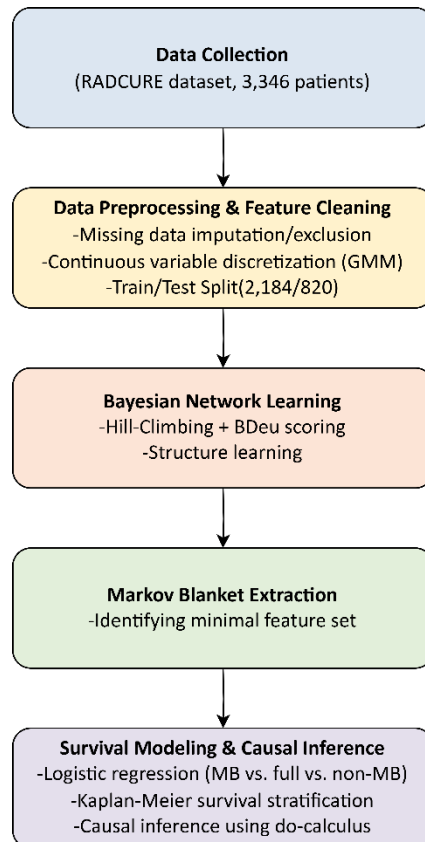 Data Collection
(RADCURE dataset, 3,346 patients)
Data Preprocessing & Feature Cleaning
-Missing data imputation/exclusion
-Continuous variable discretization (GMM)
-Train/Test Split(2,184/820)
Bayesian Network Learning
-Hill-Climbing + BDeu scoring
-Structure learning
Markov Blanket Extraction
-Identifying minimal feature set
Survival Modeling & Causal Inference
-Logistic regression (MB vs. full vs. non-MB)
-Kaplan-Meier survival stratification
-Causal inference using do-calculus